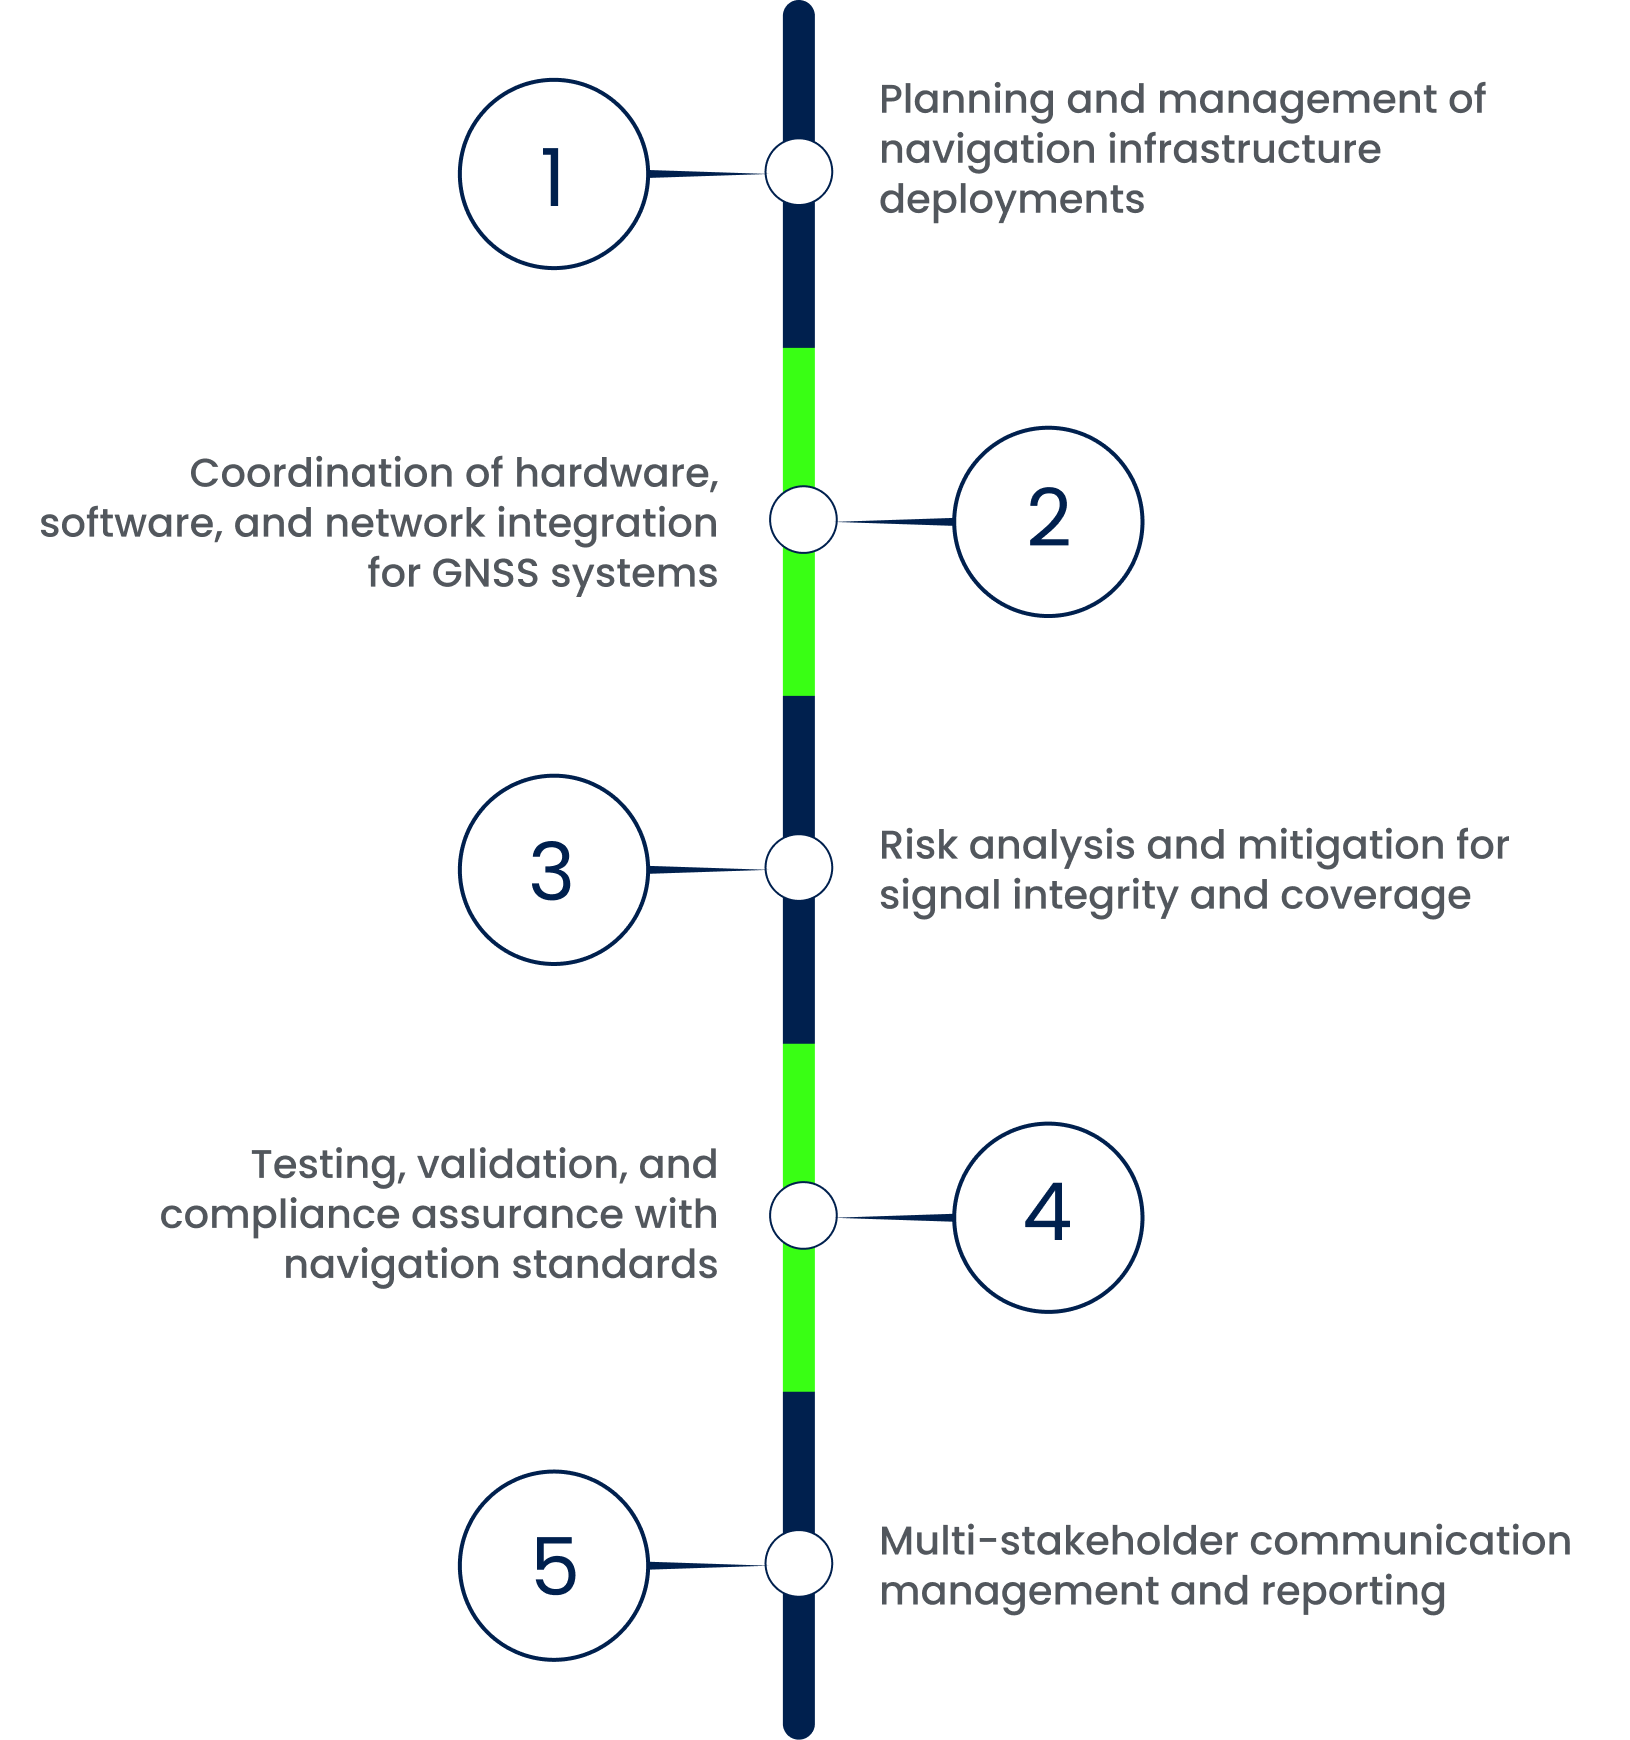 1
Planning and management of
navigation infrastructure
deployments
Coordination of hardware,
software, and network integration
for GNSS systems
2
3
Risk analysis and mitigation for
signal integrity and coverage
Testing, validation, and
compliance assurance with
navigation standards
4
5
Multi-stakeholder communication
management and reporting